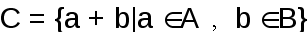 C = {a + b|a ∈A ， b ∈B}